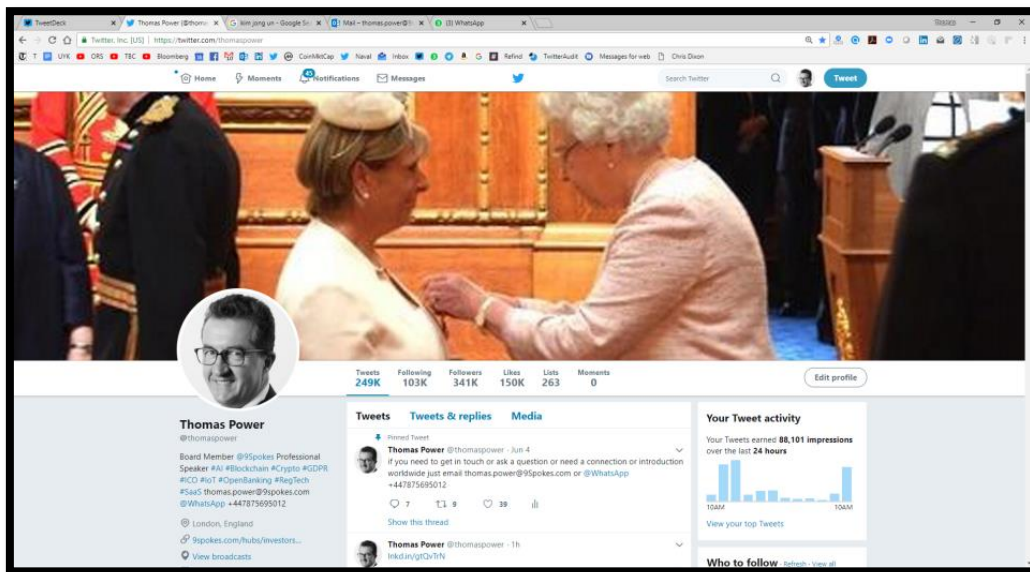 TweetDeck
Thomas Power (@thoma
kim jong un - Google Se
Mail – thomas.power@9
(3) WhatsApp
Twitter, Inc. [US] | https://twitter.com/thomaspower
T UYK ORS TBC Bloomberg CoinMktCap Naval Inbox G Refind TwitterAudit Messages for web Chris Dixon
Home Moments 45 Notifications Messages Search Twitter Tweet
Tweets Following Followers Likes Lists Moments
249K 103K 341K 150K 263 0
Edit profile
Thomas Power
@thomaspower
Board Member @9Spokes Professional
Speaker #AI #Blockchain #Crypto #GDPR
#ICO #IoT #OpenBanking #RegTech
#SaaS thomas.power@9spokes.com
@WhatsApp +447875695012
London, England
9spokes.com/hubs/investors...
View broadcasts
Tweets Tweets & replies Media
Pinned Tweet
Thomas Power @thomaspower - Jun 4
if you need to get in touch or ask a question or need a connection or introduction
worldwide just email thomas.power@9Spokes.com or @WhatsApp
+447875695012
7 9 39
Show this thread
Thomas Power @thomaspower - 1h
lnkd.in/gtQvTrN
Your Tweet activity
Your Tweets earned 88,101 impressions
over the last 24 hours
10AM 10AM
View your top Tweets
Who to follow - Refresh - View all